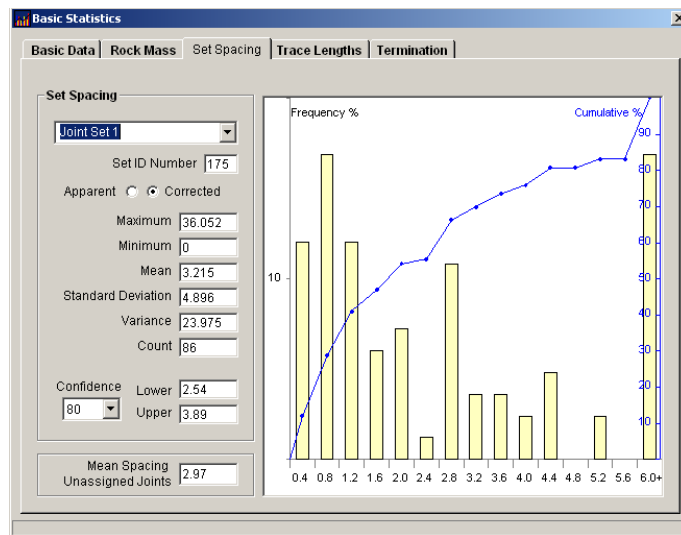 Basic Statistics
Basic Data Rock Mass Set Spacing Trace Lengths Termination
Set Spacing
Joint Set 1
Set ID Number 175
Apparent Corrected
Maximum 36.052
Minimum 0
Mean 3.215
Standard Deviation 4.896
Variance 23.975
Count 86
Confidence
80
Lower 2.54
Upper 3.89
Mean Spacing
Unassigned Joints
2.97
Frequency % Cumulative %
90
80
70
60
10 50
40
30
20
10
0.4 0.8 1.2 1.6 2.0 2.4 2.8 3.2 3.6 4.0 4.4 4.8 5.2 5.6 6.0+